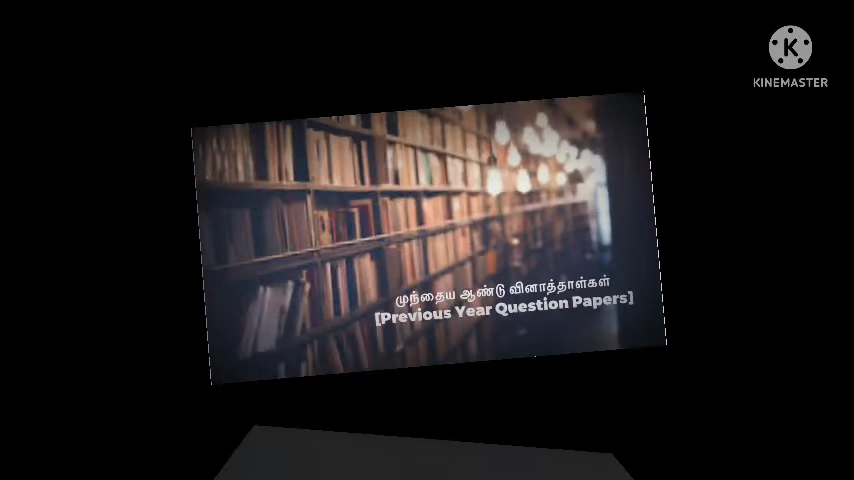 K
KINEMASTER
முந்தைய ஆண்டு வினாத்தாள்கள்
[Previous Year Question Papers]